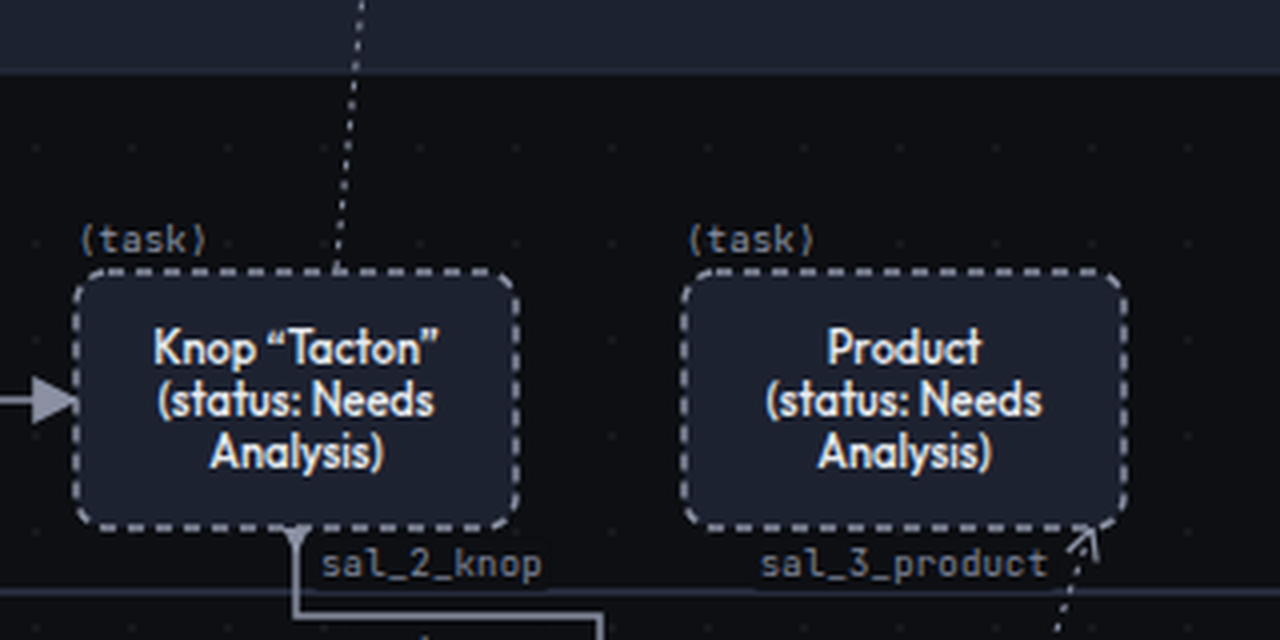 (task)
Knop “Tacton”
(status: Needs
Analysis)
sal_2_knop
(task)
Product
(status: Needs
Analysis)
sal_3_product